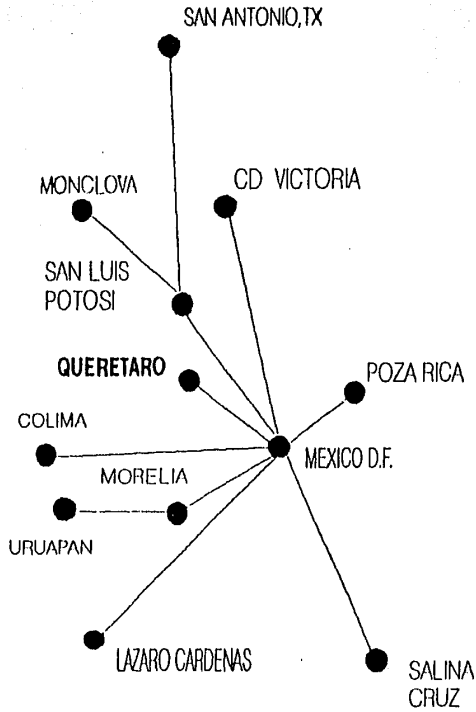 SAN ANTONIO,TX
MONCLOVA
CD VICTORIA
SAN LUIS
POTOSI
QUERETARO
POZA RICA
COLIMA
MEXICO D.F.
MORELIA
URUAPAN
LAZARO CARDENAS
SALINA
CRUZ